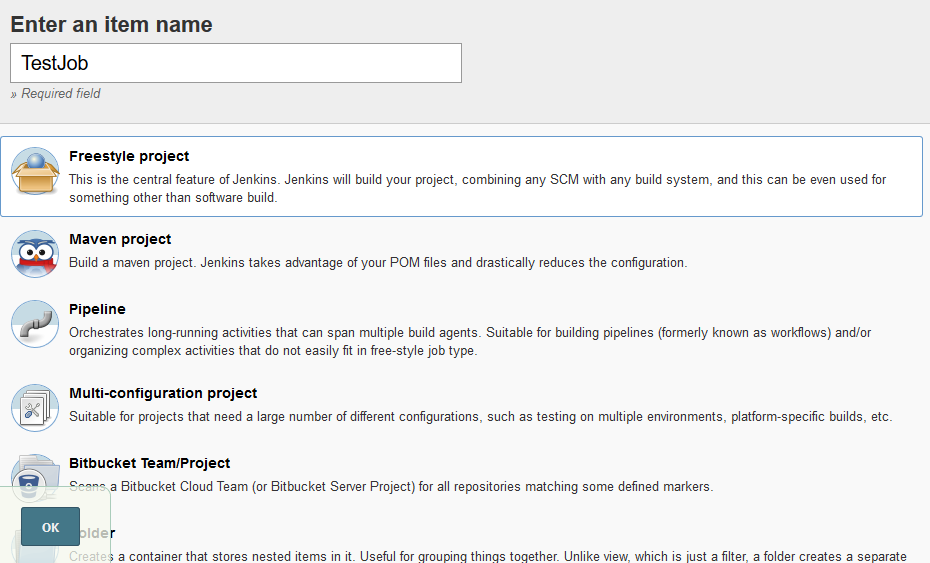 Enter an item name
TestJob
» Required field
Freestyle project
This is the central feature of Jenkins. Jenkins will build your project, combining any SCM with any build system, and this can be even used for
something other than software build.
Maven project
Build a maven project. Jenkins takes advantage of your POM files and drastically reduces the configuration.
Pipeline
Orchestrates long-running activities that can span multiple build agents. Suitable for building pipelines (formerly known as workflows) and/or
organizing complex activities that do not easily fit in free-style job type.
Multi-configuration project
Suitable for projects that need a large number of different configurations, such as testing on multiple environments, platform-specific builds, etc.
Bitbucket Team/Project
Scans a Bitbucket Cloud Team (or Bitbucket Server Project) for all repositories matching some defined markers.
OK
Folder
Creates a container that stores nested items in it. Useful for grouping things together. Unlike view, which is just a filter, a folder creates a separate